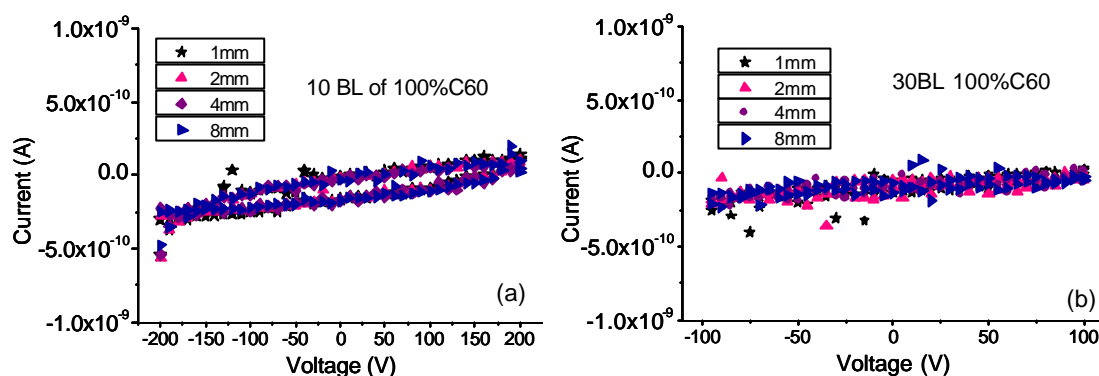 1.0x10-9
5.0x10-10
0.0
-5.0x10-10
-1.0x10-9
Current (A)
1mm
2mm
4mm
8mm
10 BL of 100%C60
(a)
-200 -150 -100 -50 0 50 100 150 200
Voltage (V)
1.0x10-9
5.0x10-10
0.0
-5.0x10-10
-1.0x10-9
Current (A)
1mm
2mm
4mm
8mm
30BL 100%C60
(b)
-100 -50 0 50 100
Voltage (V)